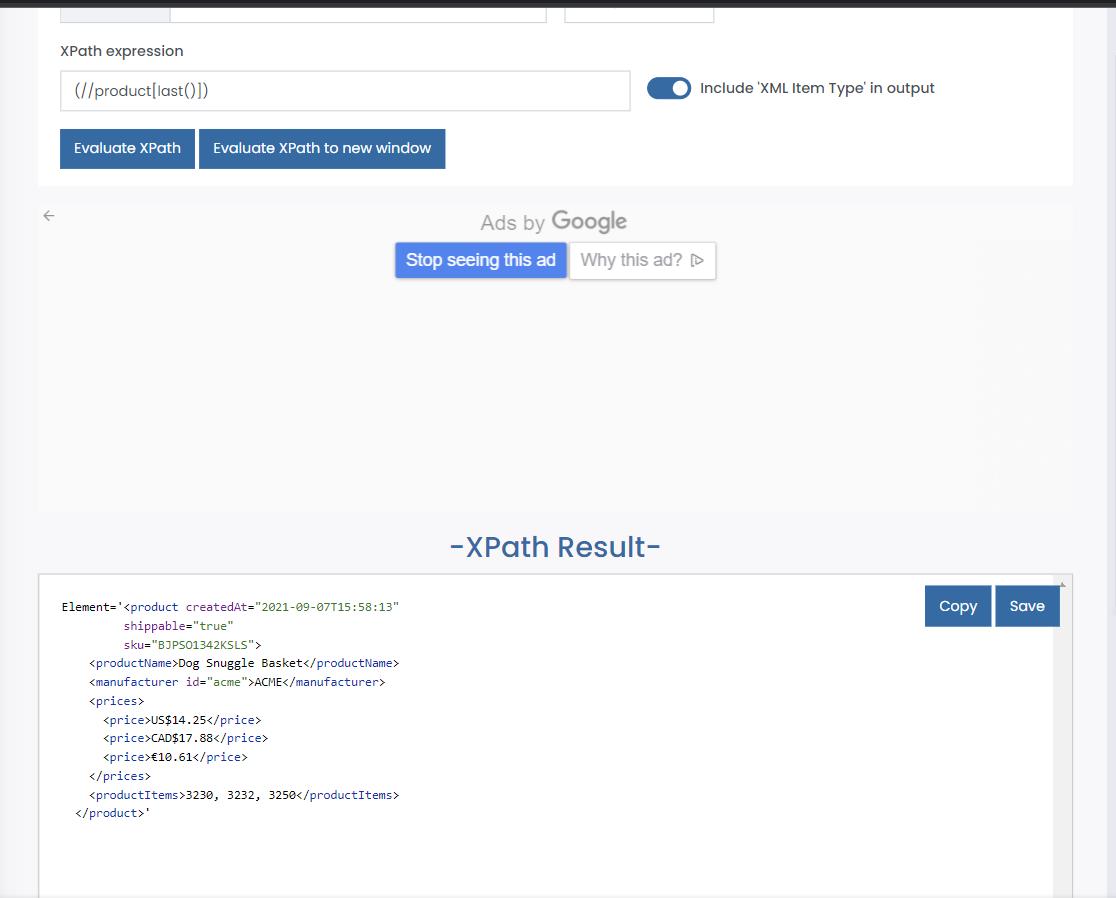 XPath expression
(//product[last()])
Include 'XML Item Type' in output
Evaluate XPath
Evaluate XPath to new window
Ads by Google
Stop seeing this ad
Why this ad?
-XPath Result-
Copy
Save
Element='<product createdAt="2021-09-07T15:58:13"
shippable="true"
sku="BJPSO1342KSLS">
<productName>Dog Snuggle Basket</productName>
<manufacturer id="acme">ACME</manufacturer>
<prices>
<price>US$14.25</price>
<price>CAD$17.88</price>
<price>€10.61</price>
</prices>
<productItems>3230, 3232, 3250</productItems>
</product>'